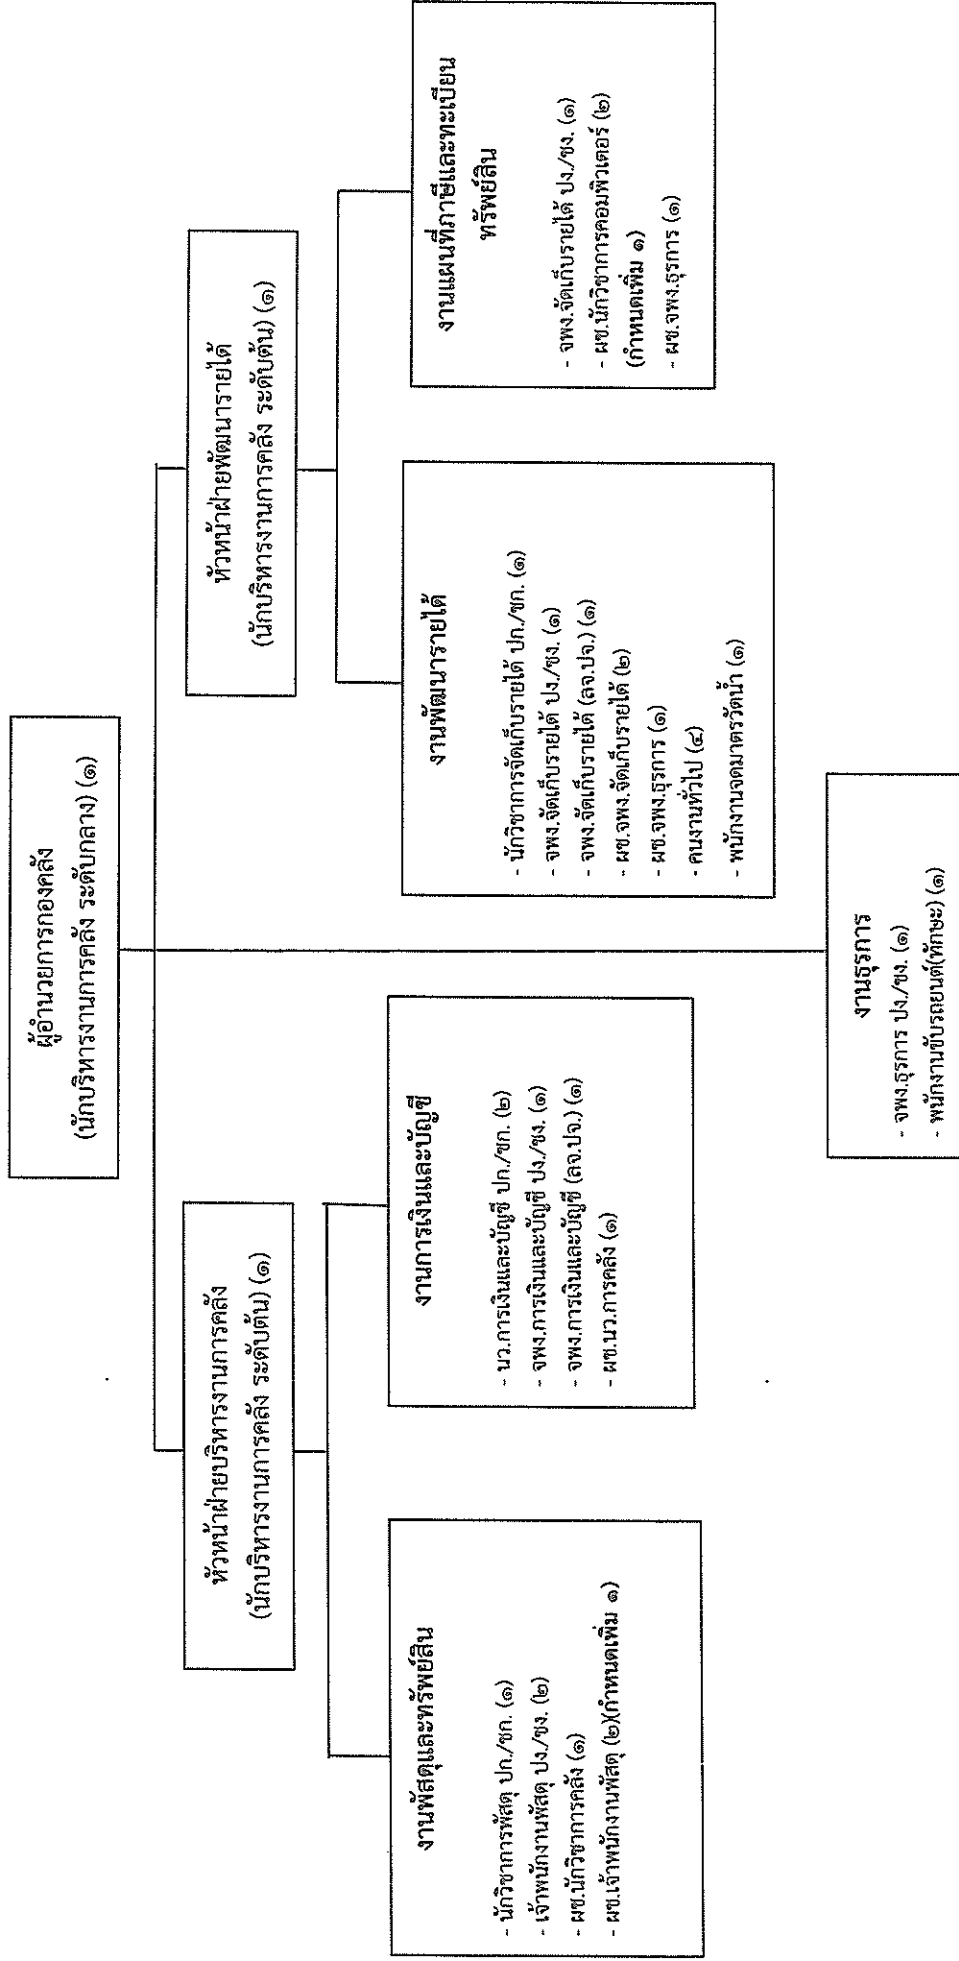 ผู้อำนวยการกองคลัง
(นักบริหารงานการคลัง ระดับกลาง) (๑)
หัวหน้าฝ่ายบริหารงานการคลัง
(นักบริหารงานการคลัง ระดับต้น) (๑)
หัวหน้าฝ่ายพัฒนารายได้
(นักบริหารงานการคลัง ระดับต้น) (๑)
งานพัสดุและทรัพย์สิน
- นักวิชาการพัสดุ ปก./ชก. (๑)
- เจ้าพนักงานพัสดุ ปง./ชง. (๒)
- ผช.นักวิชาการคลัง (๑)
- ผช.เจ้าพนักงานพัสดุ (๒)(กำหนดเพิ่ม ๑)
งานการเงินและบัญชี
- นว.การเงินและบัญชี ปก./ชก. (๒)
- จพง.การเงินและบัญชี ปง./ชง. (๑)
- จพง.การเงินและบัญชี (ลจ.ปจ.) (๑)
- ผช.นว.การคลัง (๑)
งานพัฒนารายได้
- นักวิชาการจัดเก็บรายได้ ปก./ชก. (๑)
- จพง.จัดเก็บรายได้ ปง./ชง. (๑)
- จพง.จัดเก็บรายได้ (ลจ.ปจ.) (๑)
- ผช.จพง.จัดเก็บรายได้ (๒)
- ผช.จพง.ธุรการ (๑)
- คนงานทั่วไป (๔)
- พนักงานจดมาตรวัดน้ำ (๑)
งานแผนที่ภาษีและทะเบียน
ทรัพย์สิน
- จพง.จัดเก็บรายได้ ปง./ชง. (๑)
- ผช.นักวิชาการคอมพิวเตอร์ (๒)
(กำหนดเพิ่ม ๑)
- ผช.จพง.ธุรการ (๑)
งานธุรการ
- จพง.ธุรการ ปง./ชง. (๑)
- พนักงานขับรถยนต์(ทักษะ) (๑)